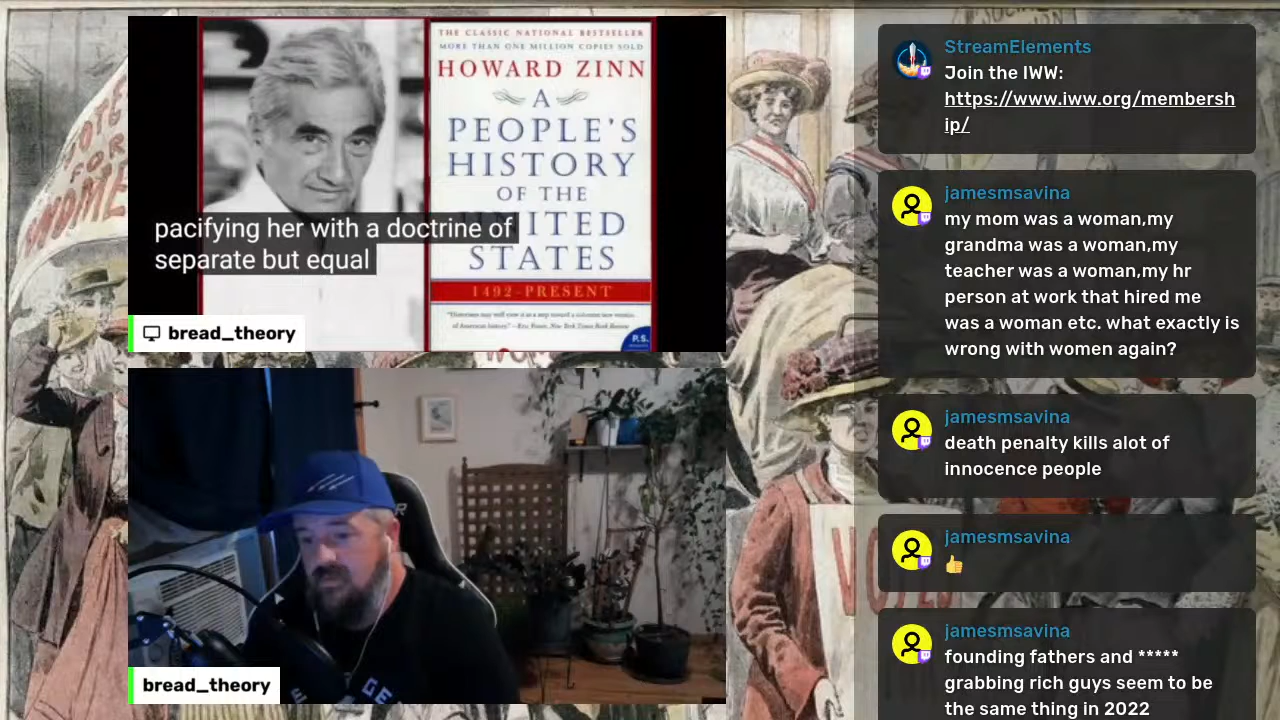 THE CLASSIC NATIONAL BESTSELLER
MORE THAN ONE MILLION COPIES SOLD
HOWARD ZINN
A
PEOPLE'S
HISTORY
OF THE
UNITED
STATES
1492–PRESENT
P.S.
pacifying her with a doctrine of
separate but equal
bread_theory
bread_theory
VOTES
FOR
WOMEN
StreamElements
Join the IWW:
https://www.iww.org/membersh
ip/
jamesmsavina
my mom was a woman,my
grandma was a woman,my
teacher was a woman,my hr
person at work that hired me
was a woman etc. what exactly is
wrong with women again?
jamesmsavina
death penalty kills alot of
innocence people
jamesmsavina
👍
jamesmsavina
founding fathers and *****
grabbing rich guys seem to be
the same thing in 2022